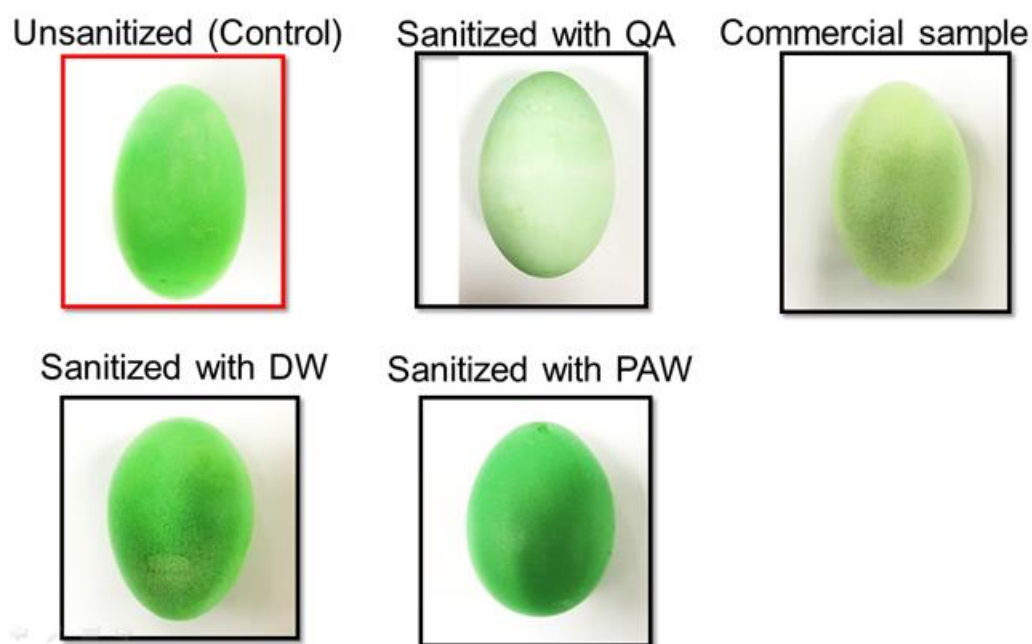 Unsanitized (Control)
Sanitized with QA
Commercial sample
Sanitized with DW
Sanitized with PAW